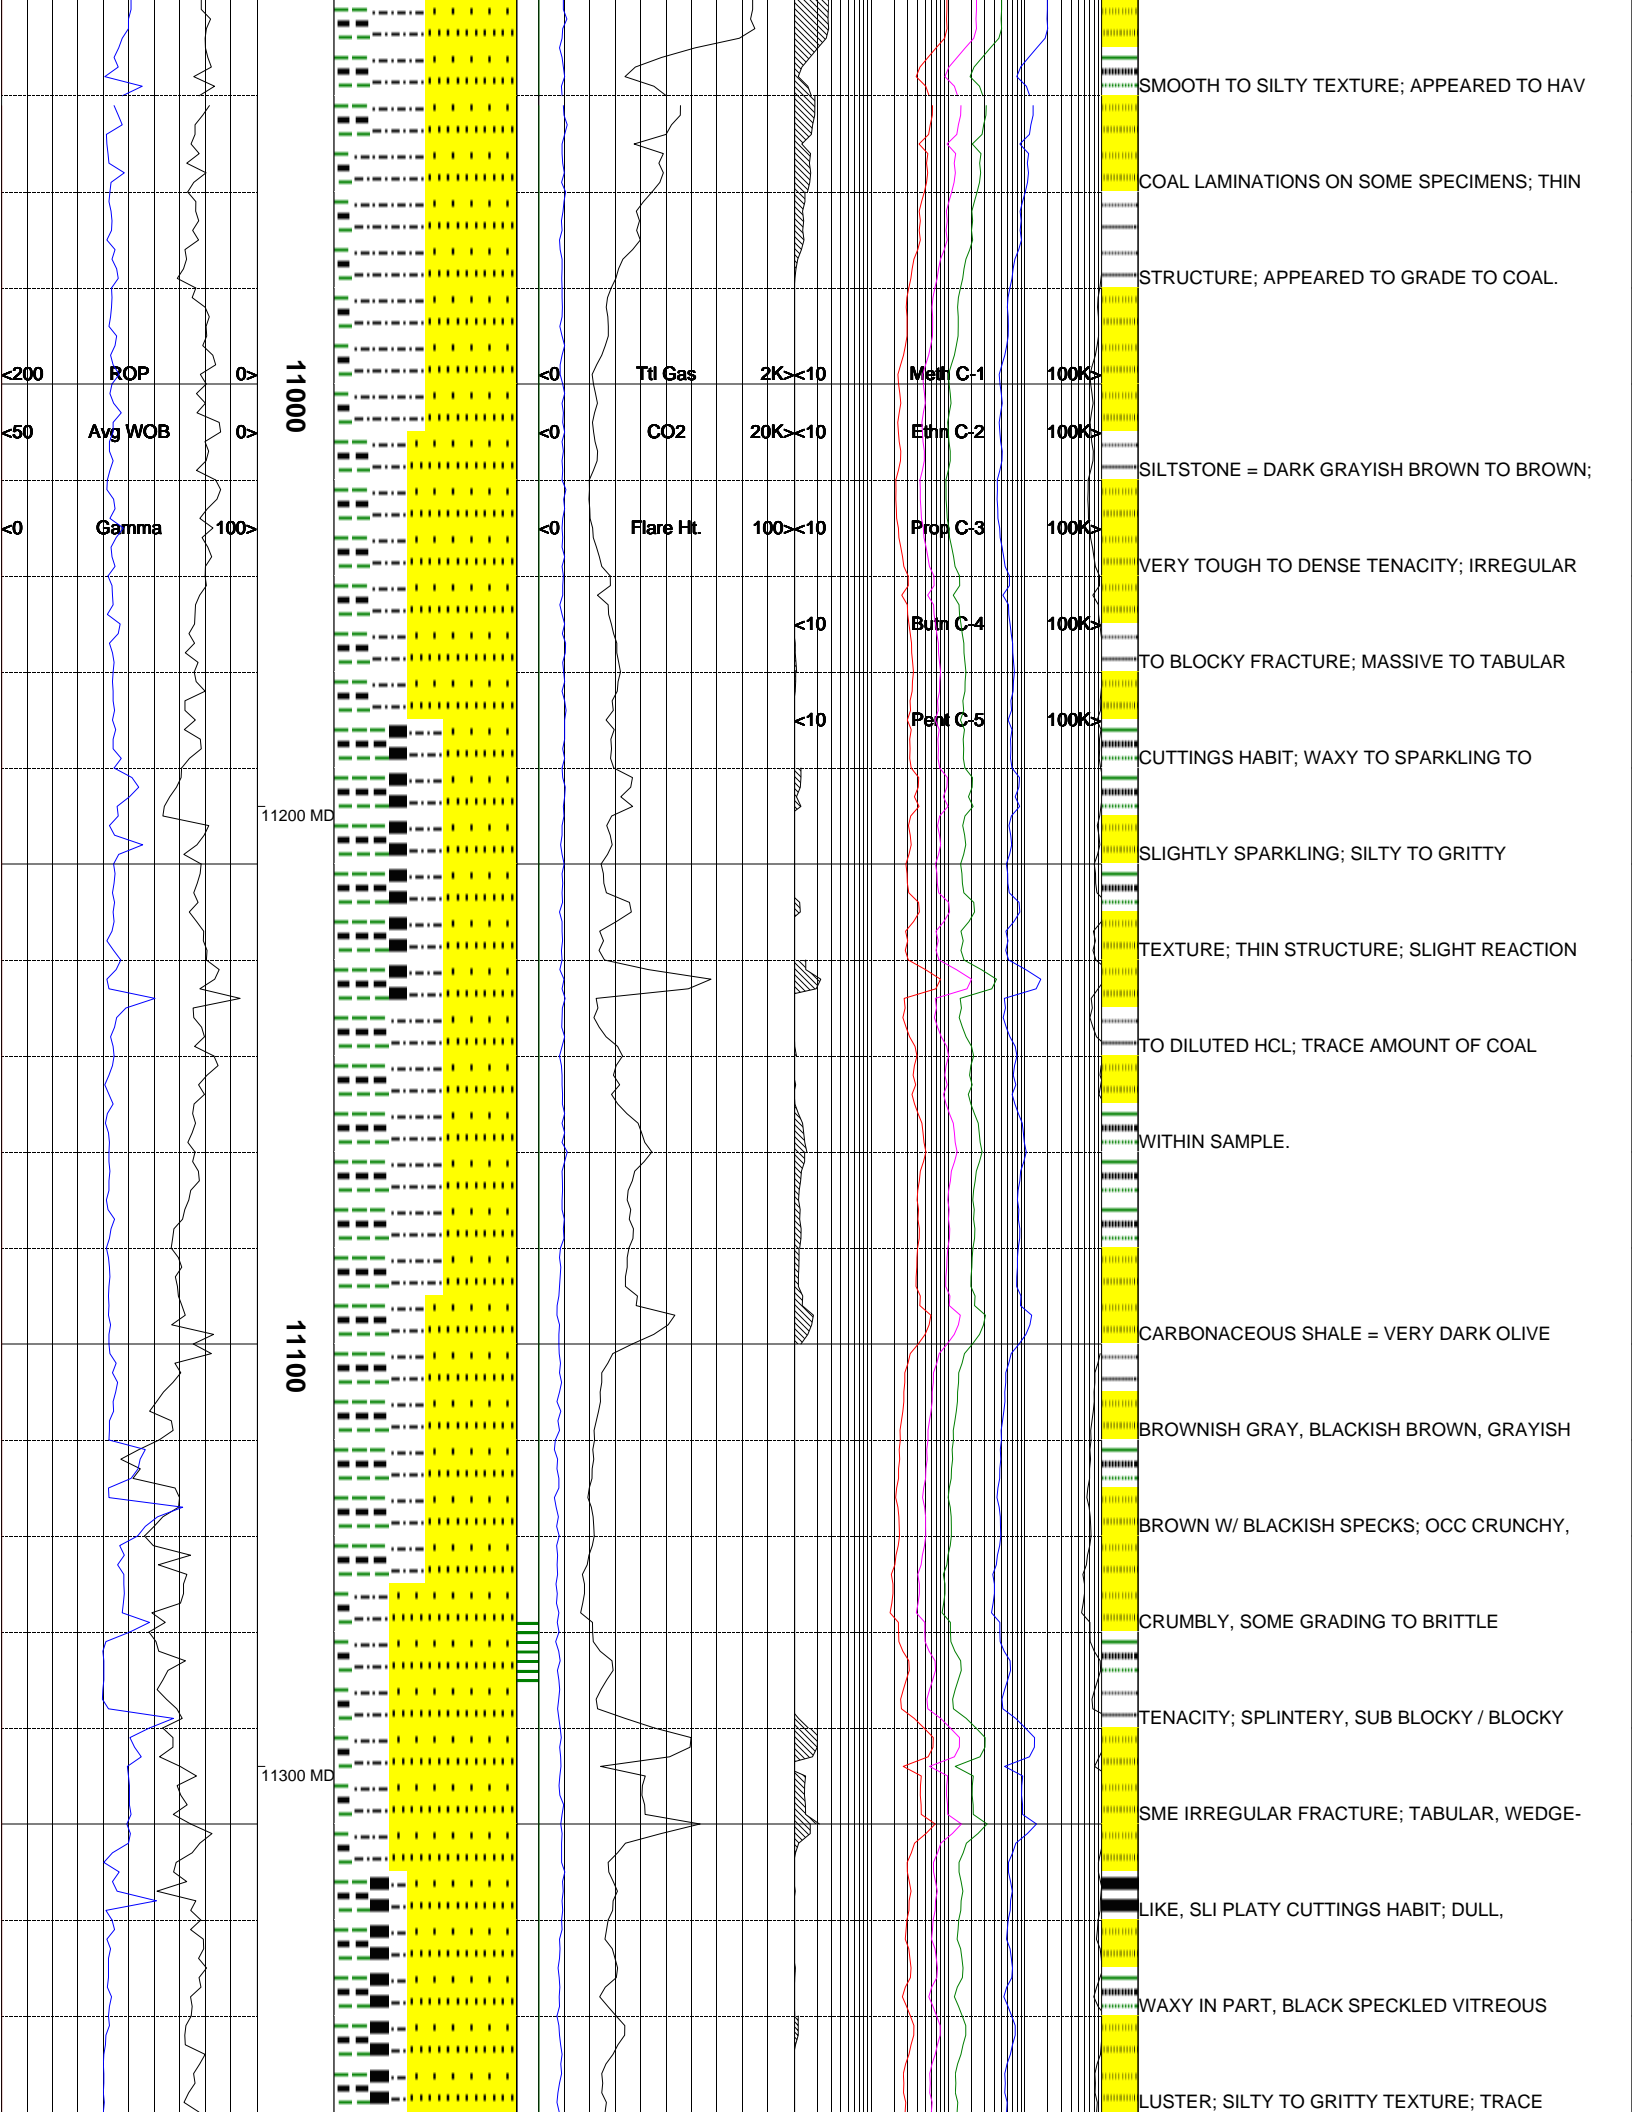 SMOOTH TO SILTY TEXTURE; APPEARED TO HAV
COAL LAMINATIONS ON SOME SPECIMENS; THIN
STRUCTURE; APPEARED TO GRADE TO COAL.
<200 ROP 0> 11000 <0 Ttl Gas 2K> <10 Meth C-1 100K>
<50 Avg WOB 0> <0 CO2 20K> <10 Ethn C-2 100K>
SILTSTONE = DARK GRAYISH BROWN TO BROWN;
<0 Gamma 100> <0 Flare Ht. 100> <10 Prop C-3 100K>
VERY TOUGH TO DENSE TENACITY; IRREGULAR
<10 Butn C-4 100K>
TO BLOCKY FRACTURE; MASSIVE TO TABULAR
<10 Pent C-5 100K>
CUTTINGS HABIT; WAXY TO SPARKLING TO
11200 MD
SLIGHTLY SPARKLING; SILTY TO GRITTY
TEXTURE; THIN STRUCTURE; SLIGHT REACTION
TO DILUTED HCL; TRACE AMOUNT OF COAL
WITHIN SAMPLE.
CARBONACEOUS SHALE = VERY DARK OLIVE
11100
BROWNISH GRAY, BLACKISH BROWN, GRAYISH
BROWN W/ BLACKISH SPECKS; OCC CRUNCHY,
CRUMBLY, SOME GRADING TO BRITTLE
TENACITY; SPLINTERY, SUB BLOCKY / BLOCKY
11300 MD
SME IRREGULAR FRACTURE; TABULAR, WEDGE-
LIKE, SLI PLATY CUTTINGS HABIT; DULL,
WAXY IN PART, BLACK SPECKLED VITREOUS
LUSTER; SILTY TO GRITTY TEXTURE; TRACE